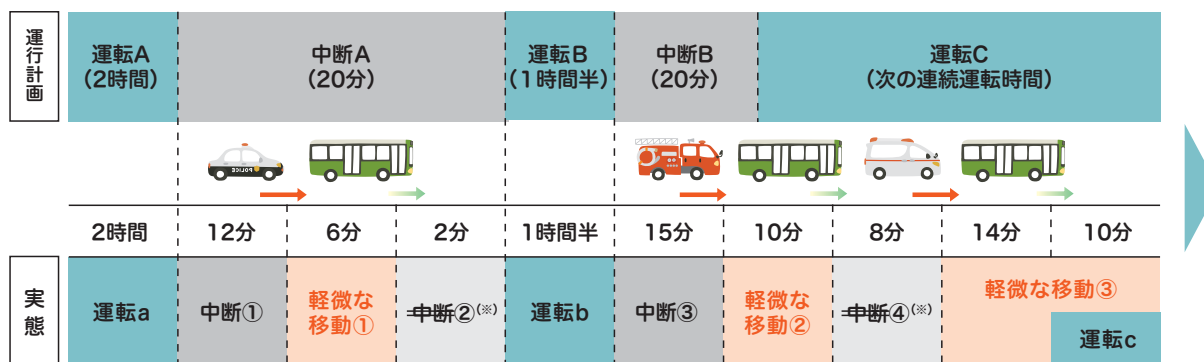 運行計画
運転A
(2時間)
中断A
(20分)
運転B
(1時間半)
中断B
(20分)
運転C
(次の連続運転時間)
POLICE
2時間
12分
6分
2分
1時間半
15分
10分
8分
14分
10分
実態
運転a
中断①
軽微な
移動①
中断②(※)
運転b
中断③
軽微な
移動②
中断④(※)
軽微な移動③
運転c